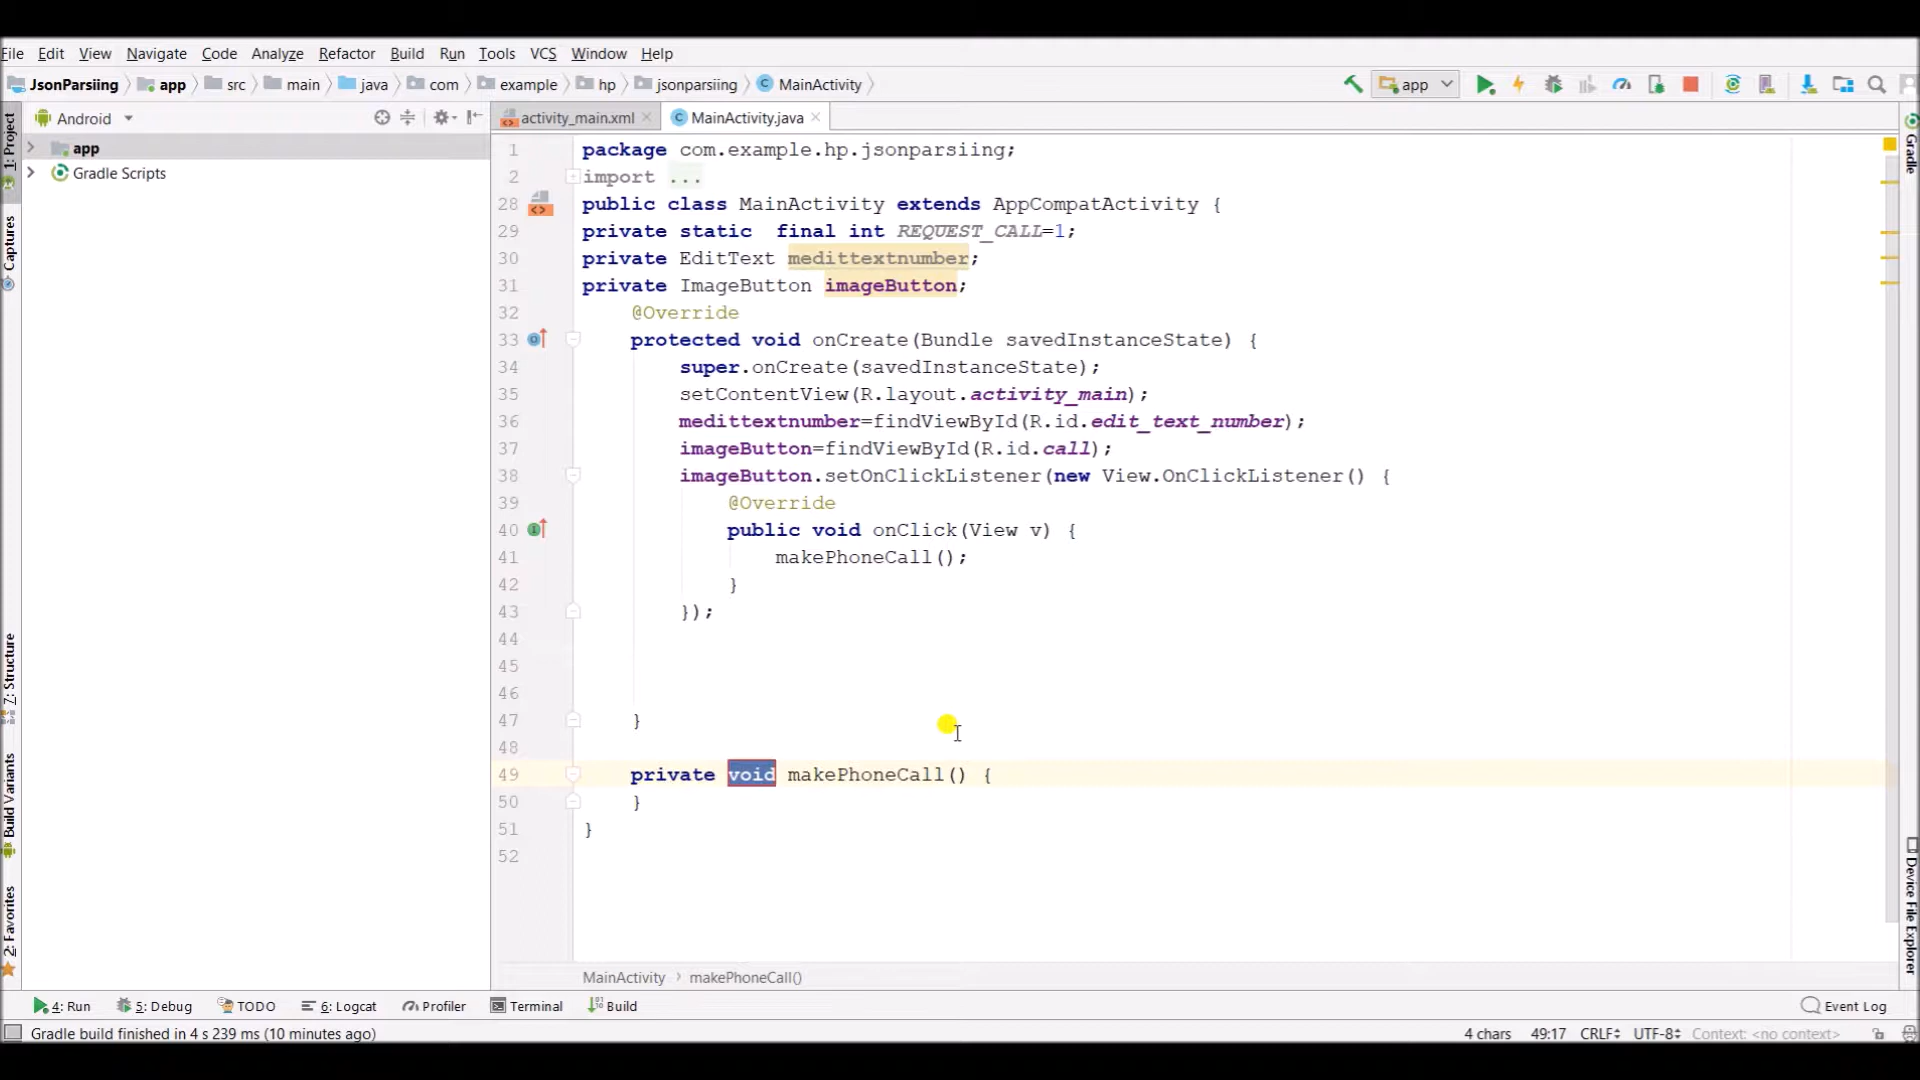 File Edit View Navigate Code Analyze Refactor Build Run Tools VCS Window Help
JsonParsiing app src main java com example hp jsonparsiing MainActivity app
Android
activity_main.xml MainActivity.java
1: Project
Captures
7: Structure
Build Variants
2: Favorites
app
Gradle Scripts
1 package com.example.hp.jsonparsiing;
2 import ...
28 public class MainActivity extends AppCompatActivity {
29 private static  final int REQUEST_CALL=1;
30 private EditText medittextnumber;
31 private ImageButton imageButton;
32 @Override
33 protected void onCreate(Bundle savedInstanceState) {
34 super.onCreate(savedInstanceState);
35 setContentView(R.layout.activity_main);
36 medittextnumber=findViewById(R.id.edit_text_number);
37 imageButton=findViewById(R.id.call);
38 imageButton.setOnClickListener(new View.OnClickListener() {
39 @Override
40 public void onClick(View v) {
41 makePhoneCall();
42 }
43 });
44
45
46
47 }
48
49 private void makePhoneCall() {
50 }
51 }
52
Gradle
Device File Explorer
MainActivity › makePhoneCall()
4: Run 5: Debug TODO 6: Logcat Profiler Terminal Build Event Log
Gradle build finished in 4 s 239 ms (10 minutes ago) 4 chars 49:17 CRLF UTF-8 Context: <no context>